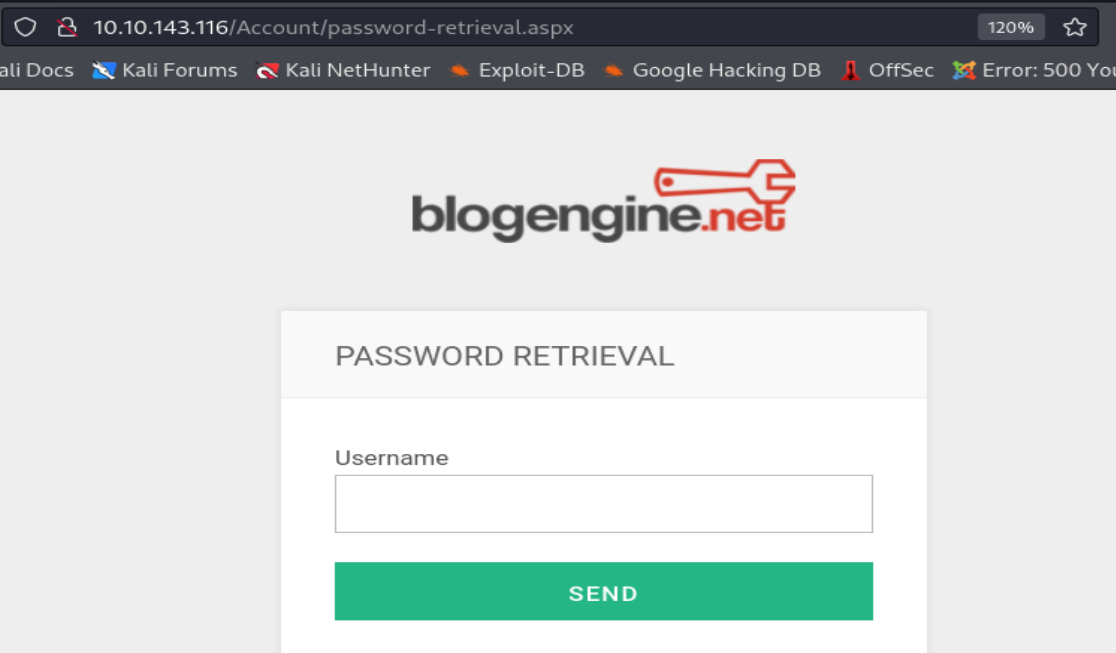 10.10.143.116/Account/password-retrieval.aspx 120%
ali Docs Kali Forums Kali NetHunter Exploit-DB Google Hacking DB OffSec Error: 500 You
blogengine.net
PASSWORD RETRIEVAL
Username
SEND